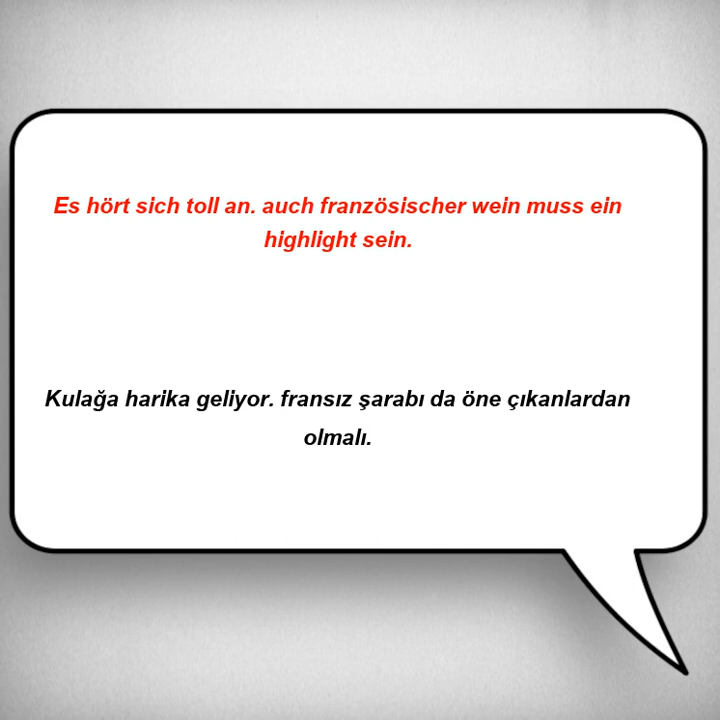 Es hört sich toll an. auch französischer wein muss ein
highlight sein.
Kulağa harika geliyor. fransız şarabı da öne çıkanlardan
olmalı.